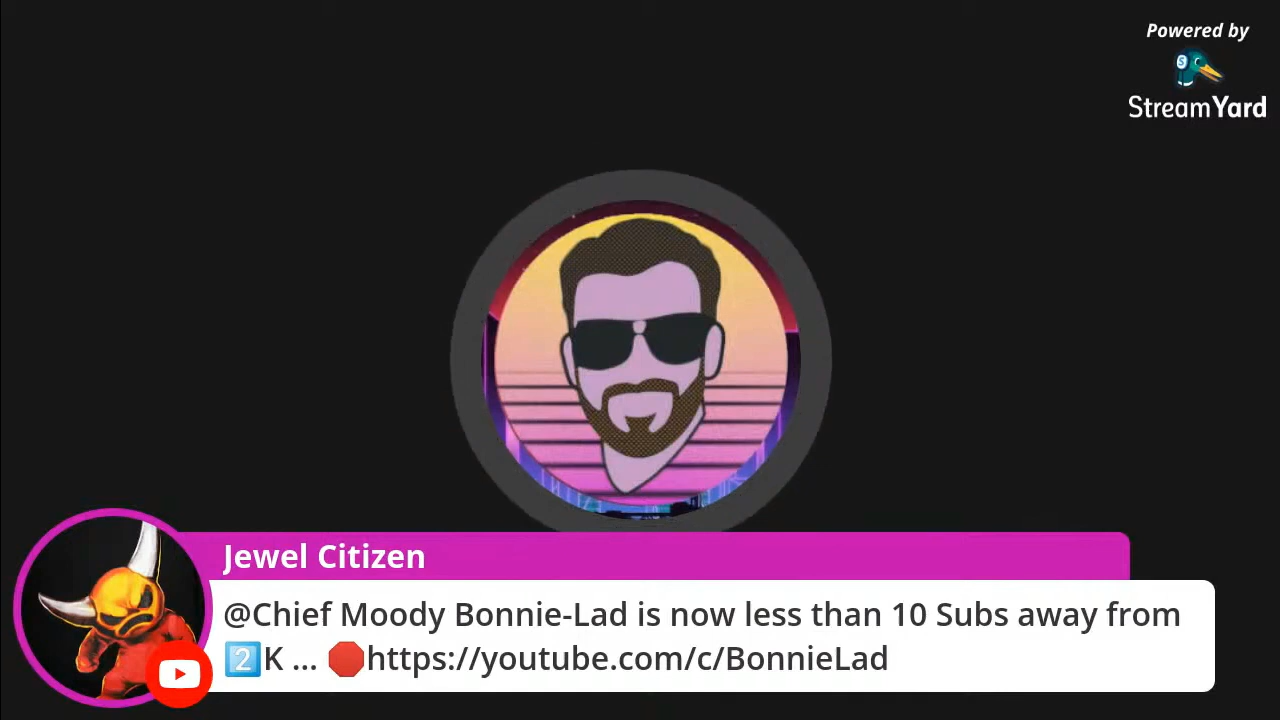 Powered by
StreamYard
Jewel Citizen
@Chief Moody Bonnie-Lad is now less than 10 Subs away from
2️⃣K ... 🛑https://youtube.com/c/BonnieLad